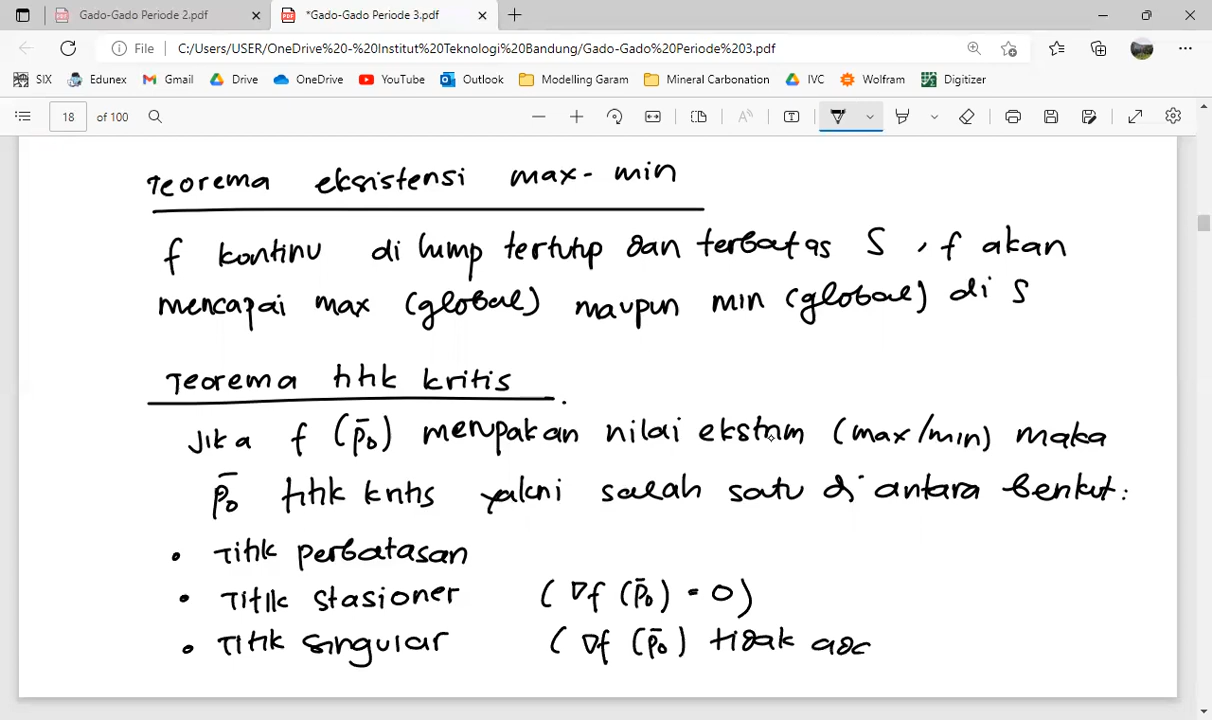 Gado-Gado Periode 2.pdf
*Gado-Gado Periode 3.pdf
File C:/Users/USER/OneDrive%20-%20Institut%20Teknologi%20Bandung/Gado-Gado%20Periode%203.pdf
SIX Edunex Gmail Drive OneDrive YouTube Outlook Modelling Garam Mineral Carbonation IVC Wolfram Digitizer
18 of 100
Teorema eksistensi max-min
f kontinu di himp tertutup dan terbatas S, f akan
mencapai max (global) maupun min (global) di S
Teorema titik kritis
Jika f (p̄₀) merupakan nilai ekstrim (max/min) maka
p̄₀ titik kritis yakni salah satu di antara berikut:
• Titik perbatasan
• Titik stasioner (∇f (p̄₀) = 0)
• Titik singular (∇f (p̄₀) tidak ada